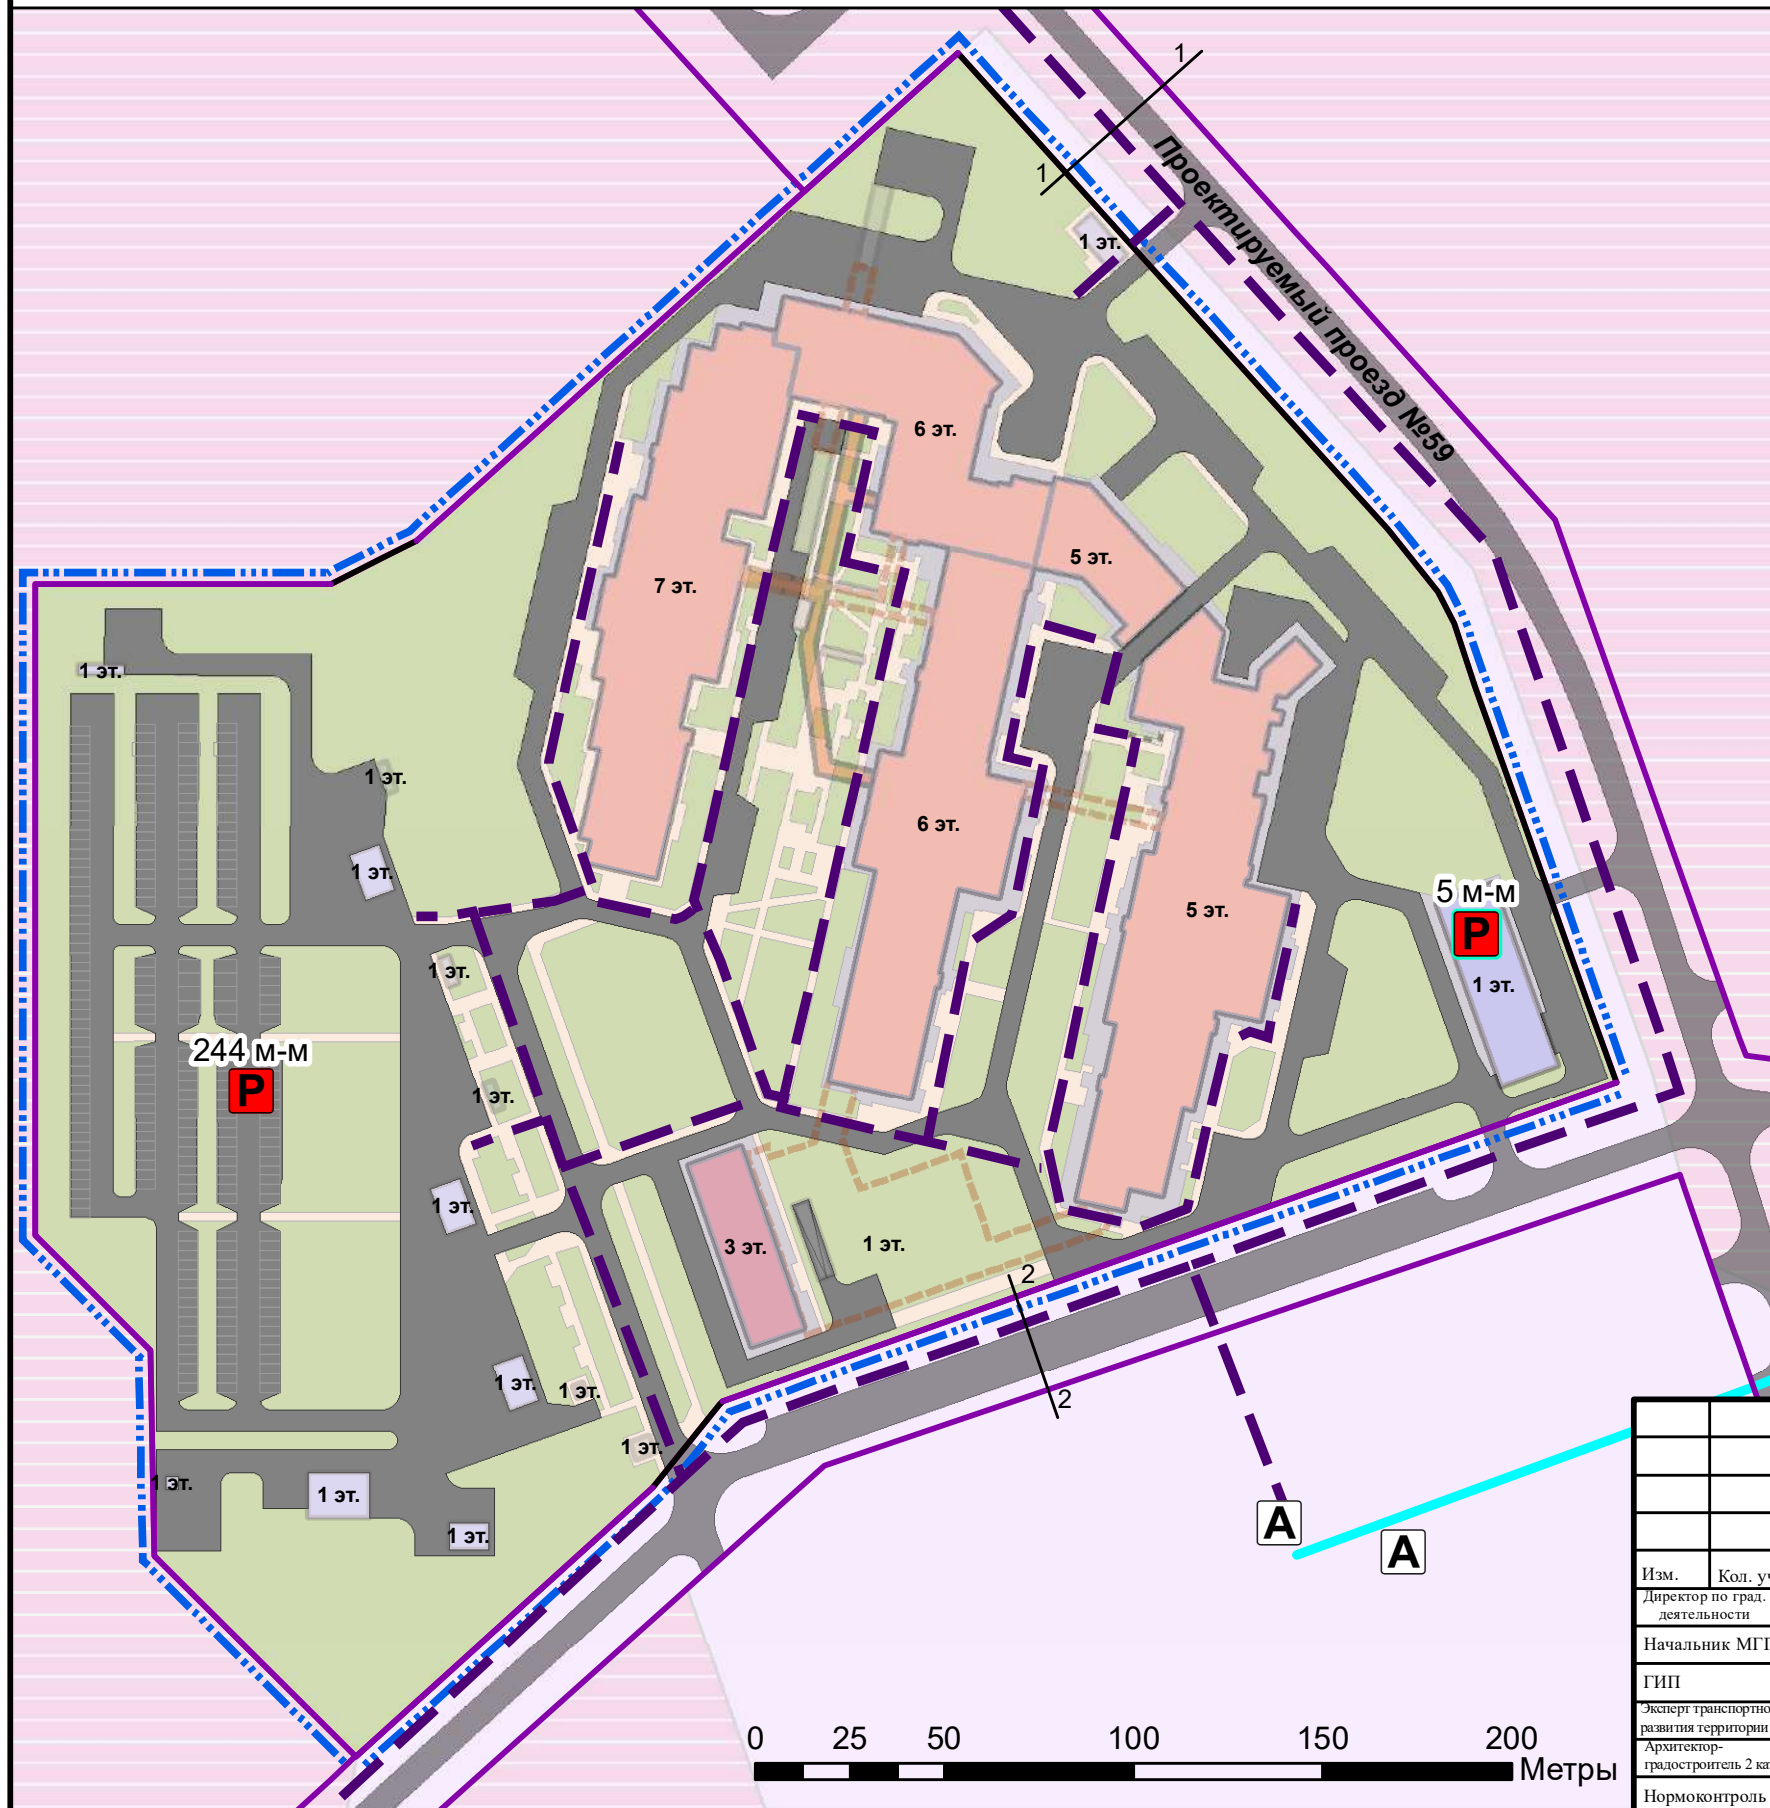 1
1
Проектируемый проезд №59
1 эт.
6 эт.
5 эт.
7 эт.
1 эт.
1 эт.
6 эт.
1 эт.
5 м-м
P
5 эт.
1 эт.
1 эт.
244 м-м
P
1 эт.
1 эт.
3 эт.
1 эт.
2
2
1 эт.
1 эт.
1 эт.
1 эт.
1 эт.
1 эт.
А
А
Изм.
Кол. уч
Директор по град.
деятельности
Начальник МГП
ГИП
Эксперт транспортно
развития территории
Архитектор-
градостроитель 2 кат
Нормоконтроль
0 25 50 100 150 200
Метры